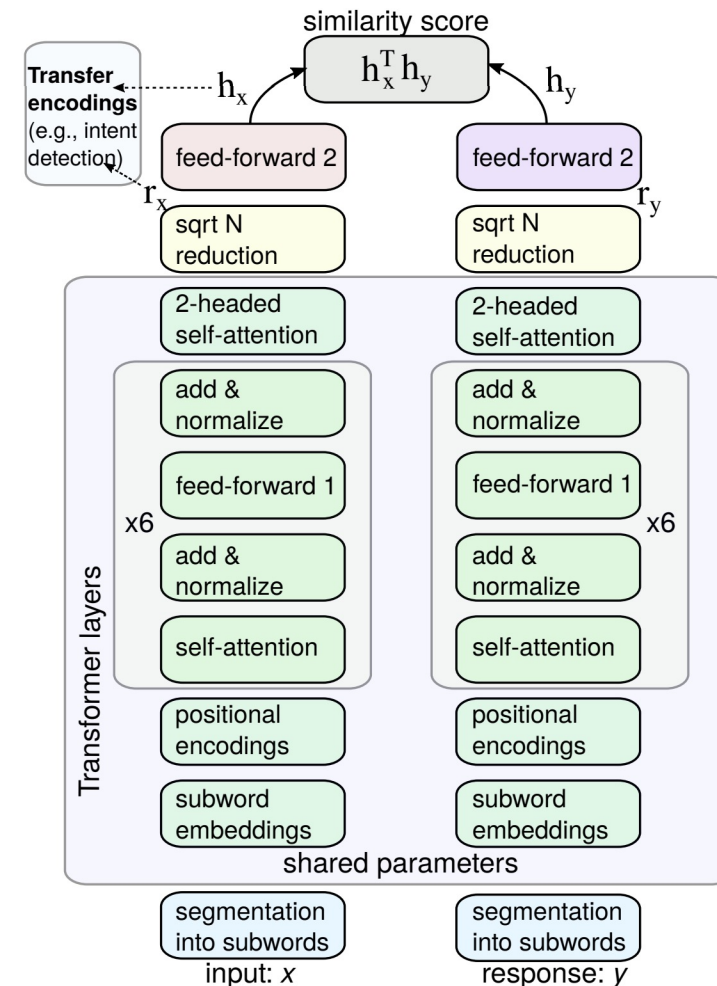 similarity score
h_x^T h_y
Transfer
encodings
(e.g., intent
detection)
h_x
h_y
feed-forward 2
feed-forward 2
r_x
r_y
sqrt N
reduction
sqrt N
reduction
2-headed
self-attention
2-headed
self-attention
add &
normalize
add &
normalize
feed-forward 1
feed-forward 1
x6
x6
add &
normalize
add &
normalize
self-attention
self-attention
Transformer layers
positional
encodings
positional
encodings
subword
embeddings
subword
embeddings
shared parameters
segmentation
into subwords
segmentation
into subwords
input: x
response: y